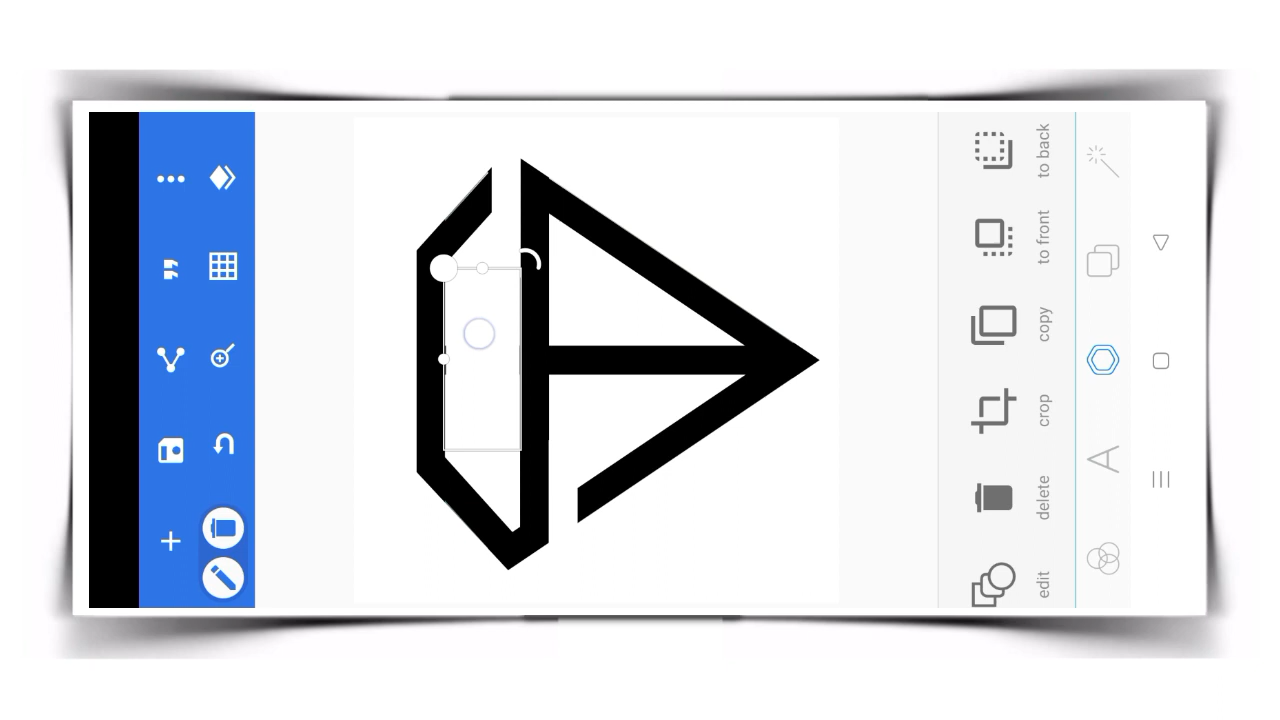 edit
delete
crop
copy
to front
to back